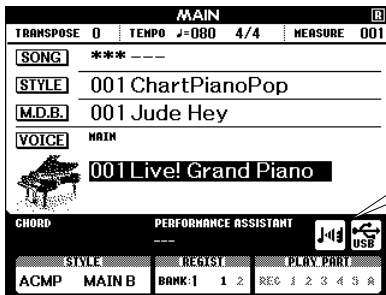 MAIN R
TRANSPOSE 0 TEMPO ♩=080 4/4 MEASURE 001
SONG ***---
STYLE 001 ChartPianoPop
M.D.B. 001 Jude Hey
VOICE MAIN
001 Live! Grand Piano
CHORD PERFORMANCE ASSISTANT
---
USB
STYLE REGIST PLAY PART
ACMP MAIN B BANK:1 1 2 REC 1 2 3 4 5 A